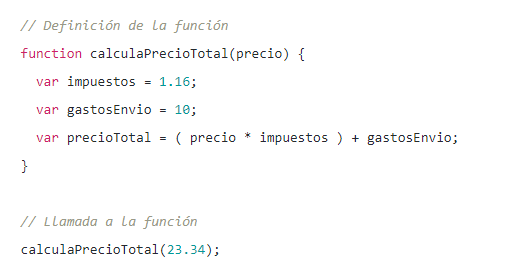 // Definición de la función
function calculaPrecioTotal(precio) {
  var impuestos = 1.16;
  var gastosEnvio = 10;
  var precioTotal = ( precio * impuestos ) + gastosEnvio;
}

// Llamada a la función
calculaPrecioTotal(23.34);